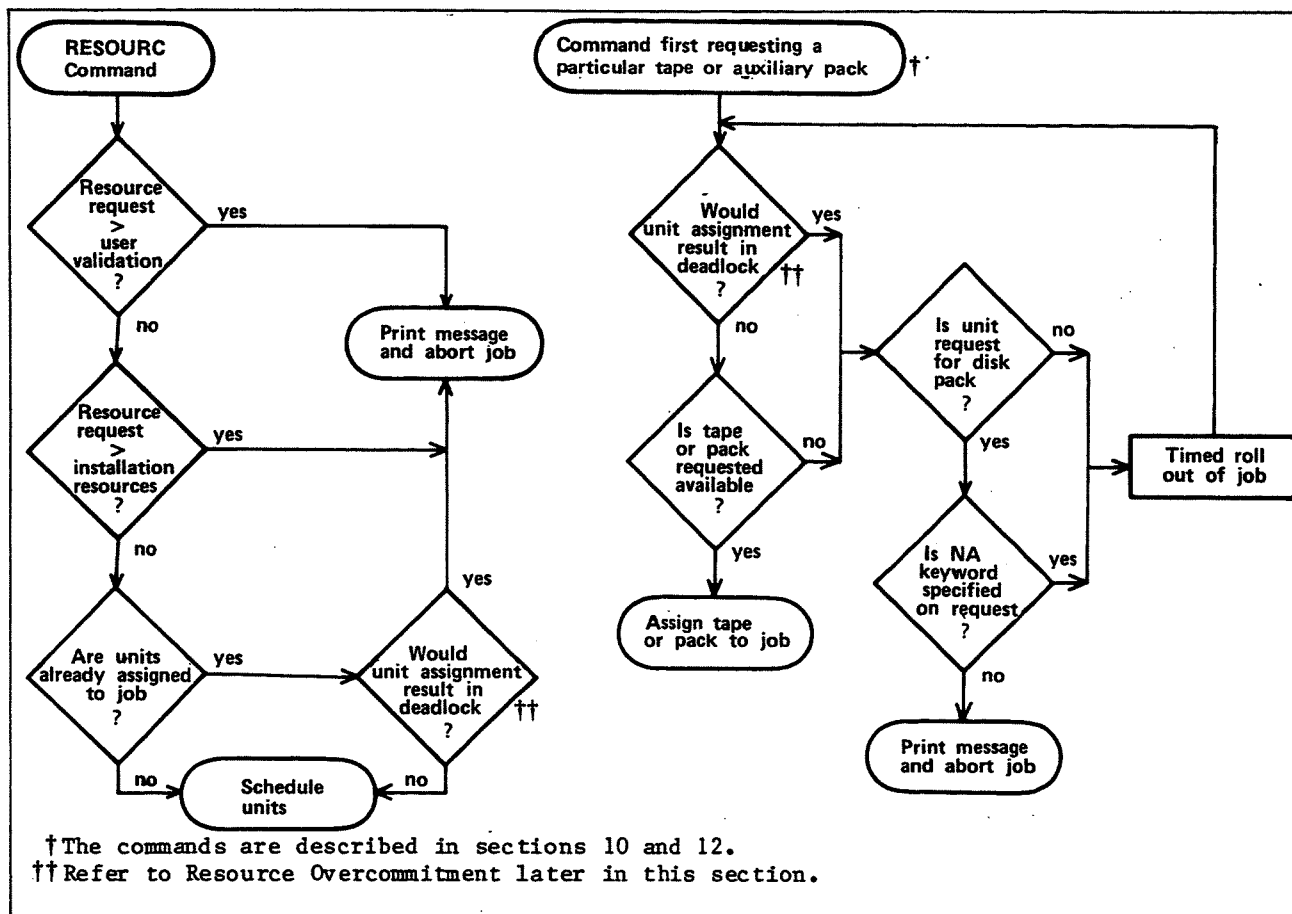 RESOURC
Command
Resource
request
>
user
validation
?
yes
no
Print message
and abort job
Resource
request
>
installation
resources
?
yes
no
Are units
already assigned
to job
?
yes
no
Would
unit assignment
result in
deadlock
?
††
yes
no
Schedule
units
Command first requesting a
particular tape or auxiliary pack
†
Would
unit assignment
result in
deadlock
?
††
yes
no
Is tape
or pack
requested
available
?
no
yes
Assign tape
or pack to job
Is unit
request
for disk
pack
?
no
yes
Is NA
keyword
specified
on request
?
yes
no
Timed roll
out of job
Print message
and abort job
†The commands are described in sections 10 and 12.
††Refer to Resource Overcommitment later in this section.